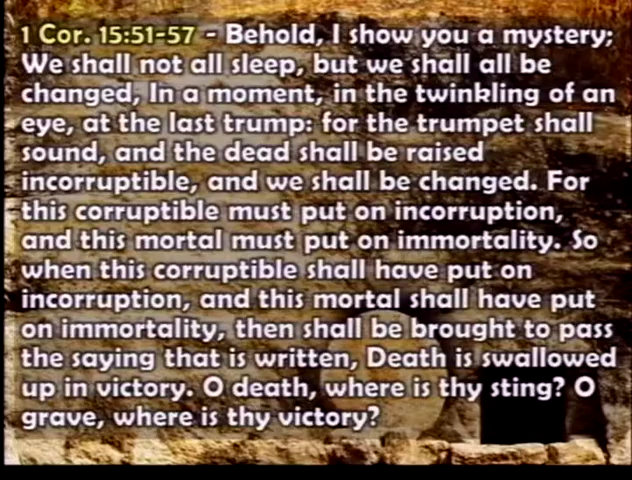 1 Cor. 15:51-57 - Behold, I show you a mystery;
We shall not all sleep, but we shall all be
changed, In a moment, in the twinkling of an
eye, at the last trump: for the trumpet shall
sound, and the dead shall be raised
incorruptible, and we shall be changed. For
this corruptible must put on incorruption,
and this mortal must put on immortality. So
when this corruptible shall have put on
incorruption, and this mortal shall have put
on immortality, then shall be brought to pass
the saying that is written, Death is swallowed
up in victory. O death, where is thy sting? O
grave, where is thy victory?